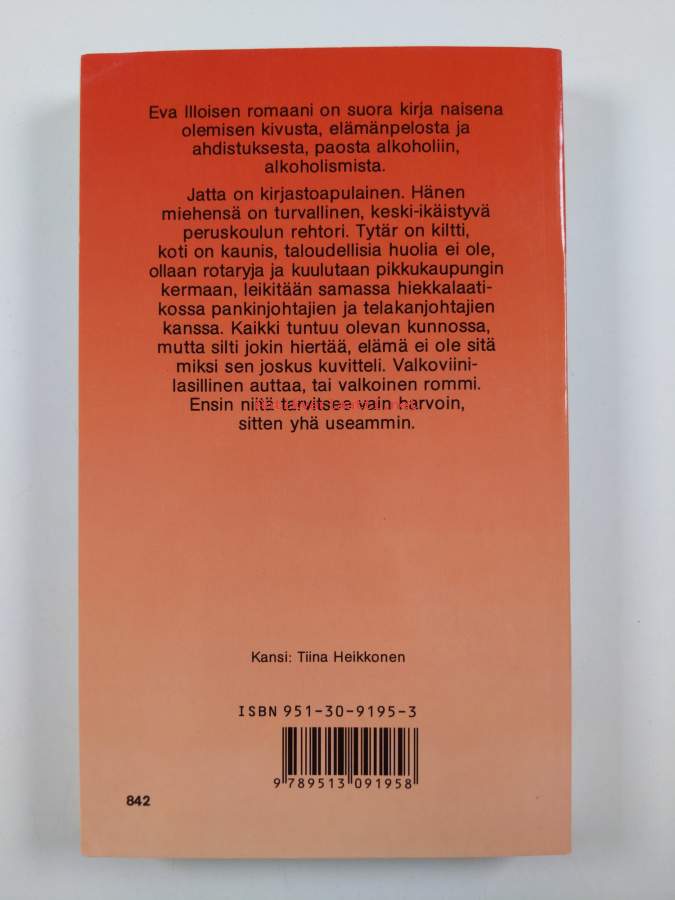 Eva Illoisen romaani on suora kirja naisena
olemisen kivusta, elämänpelosta ja
ahdistuksesta, paosta alkoholiin,
alkoholismista.
Jatta on kirjastoapulainen. Hänen
miehensä on turvallinen, keski-ikäistyvä
peruskoulun rehtori. Tytär on kiltti,
koti on kaunis, taloudellisia huolia ei ole,
ollaan rotaryja ja kuulutaan pikkukaupungin
kermaan, leikitään samassa hiekkalaati-
kossa pankinjohtajien ja telakanjohtajien
kanssa. Kaikki tuntuu olevan kunnossa,
mutta silti jokin hiertää, elämä ei ole sitä
miksi sen joskus kuvitteli. Valkoviini-
lasillinen auttaa, tai valkoinen rommi.
Ensin niitä tarvitsee vain harvoin,
sitten yhä useammin.
Kansi: Tiina Heikkonen
ISBN 951-30-9195-3
9 789513 091958
842